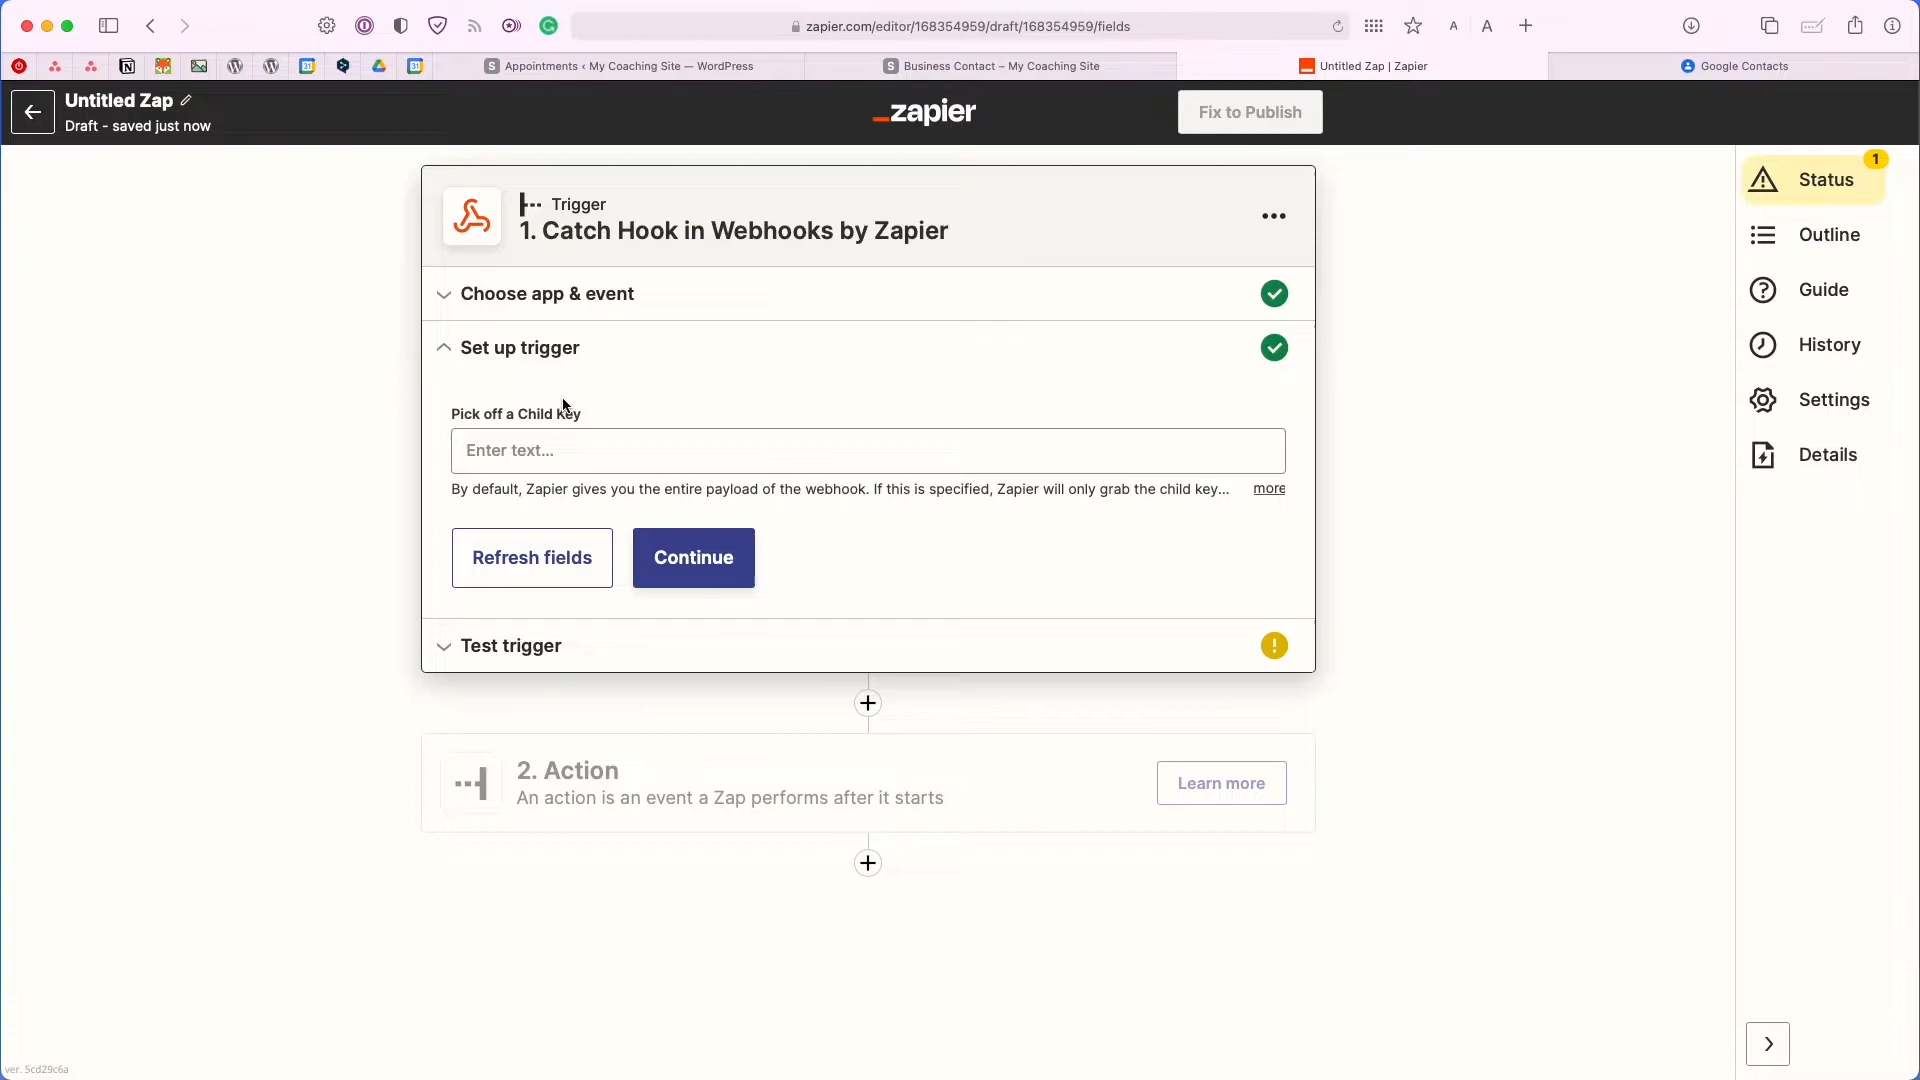 zapier.com/editor/168354959/draft/168354959/fields
A A
Appointments ‹ My Coaching Site — WordPress
Business Contact – My Coaching Site
Untitled Zap | Zapier
Google Contacts
Untitled Zap
Draft - saved just now
_zapier
Fix to Publish
1
Status
Outline
Guide
History
Settings
Details
Trigger
1. Catch Hook in Webhooks by Zapier
Choose app & event
Set up trigger
Pick off a Child Key
Enter text...
By default, Zapier gives you the entire payload of the webhook. If this is specified, Zapier will only grab the child key... more
Refresh fields
Continue
Test trigger
2. Action
An action is an event a Zap performs after it starts
Learn more
ver. 5cd29c6a